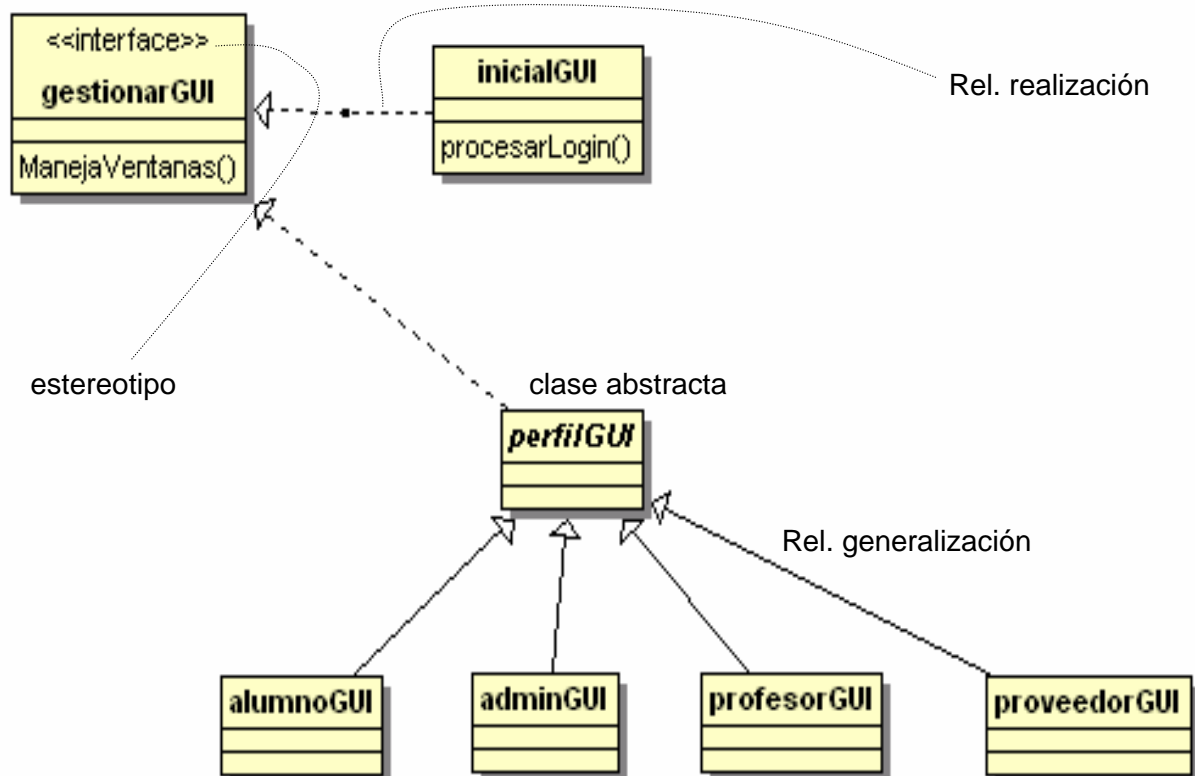 <<interface>>
gestionarGUI
ManejaVentanas()
inicialGUI
procesarLogin()
Rel. realización
estereotipo
clase abstracta
perfilGUI
Rel. generalización
alumnoGUI
adminGUI
profesorGUI
proveedorGUI